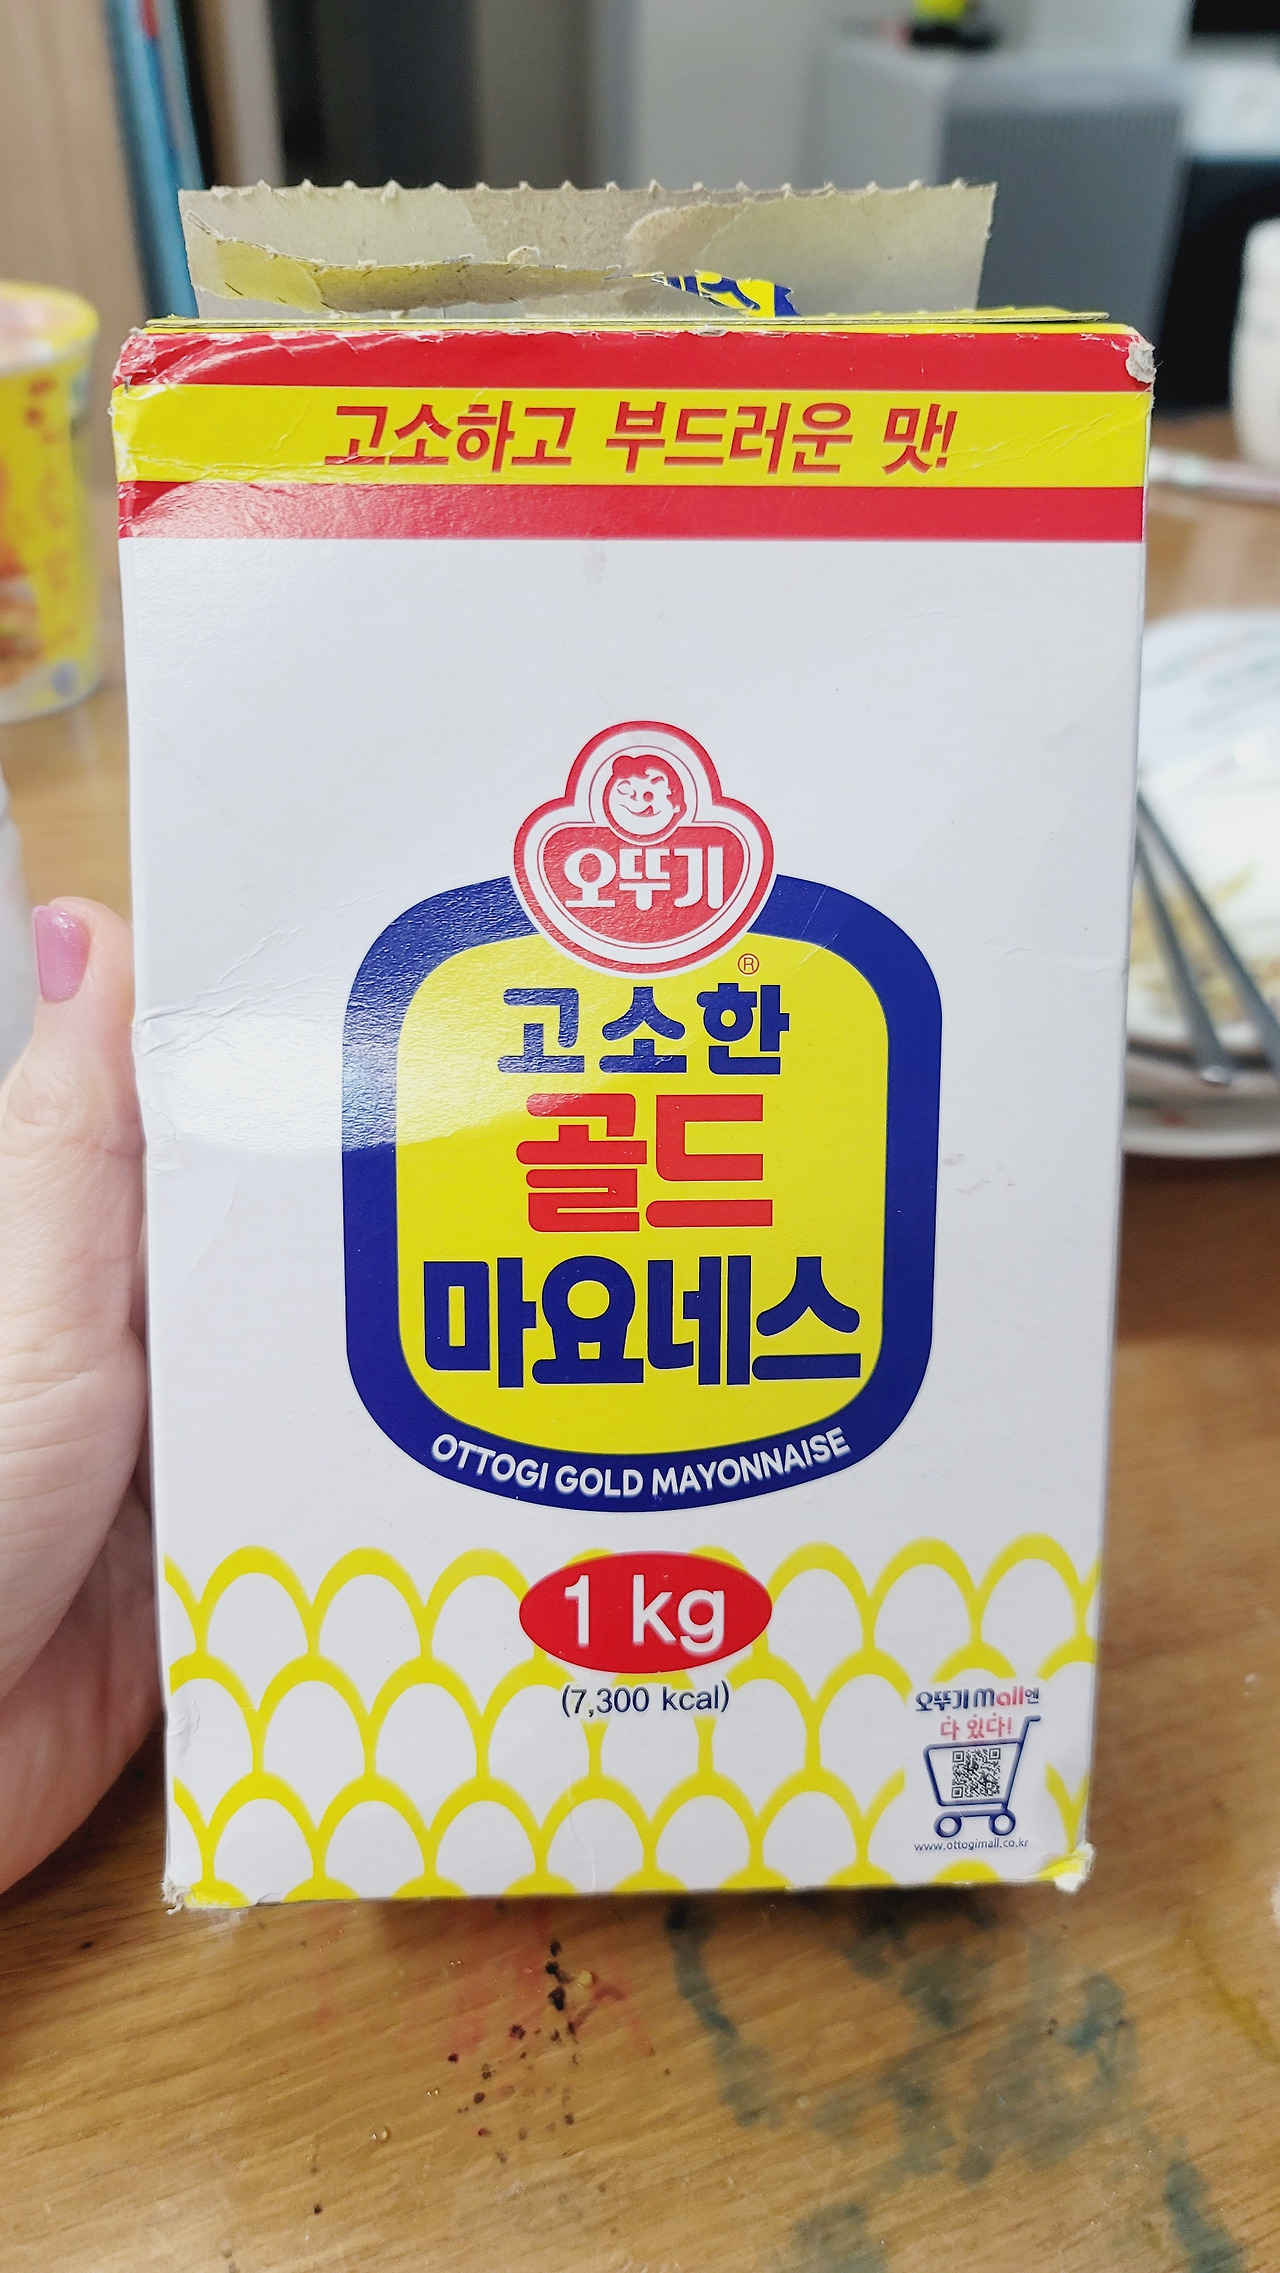 고소하고 부드러운 맛!
오뚜기
®
고소한
골드
마요네스
OTTOGI GOLD MAYONNAISE
1 kg
(7,300 kcal)
오뚜기mall엔
다 있다!
www.ottogimall.co.kr